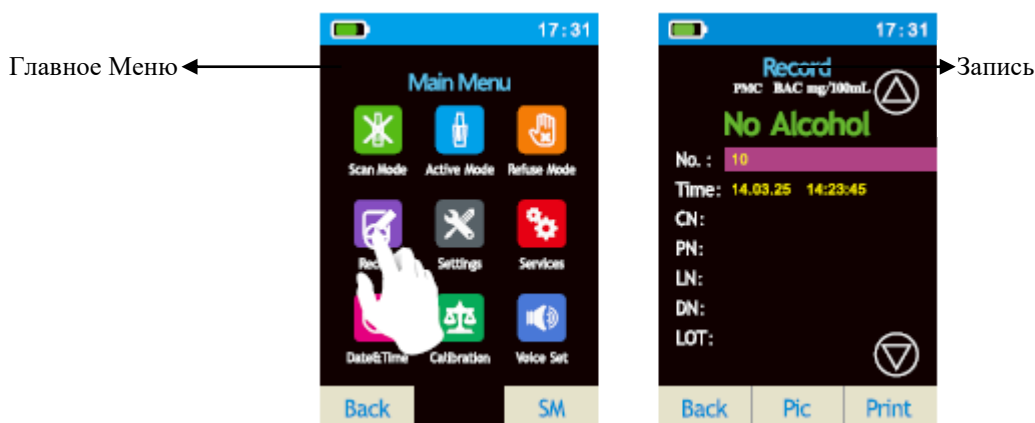 17:31
Main Menu
Scan Mode Active Mode Refuse Mode
Settings Services
Date&Time Calibration Voice Set
Back SM
Главное Меню
17:31
Record
PMC BAC mg/100mL
No Alcohol
No. : 10
Time: 14.03.25 14:23:45
CN:
PN:
LN:
DN:
LOT:
Back Pic Print
Запись